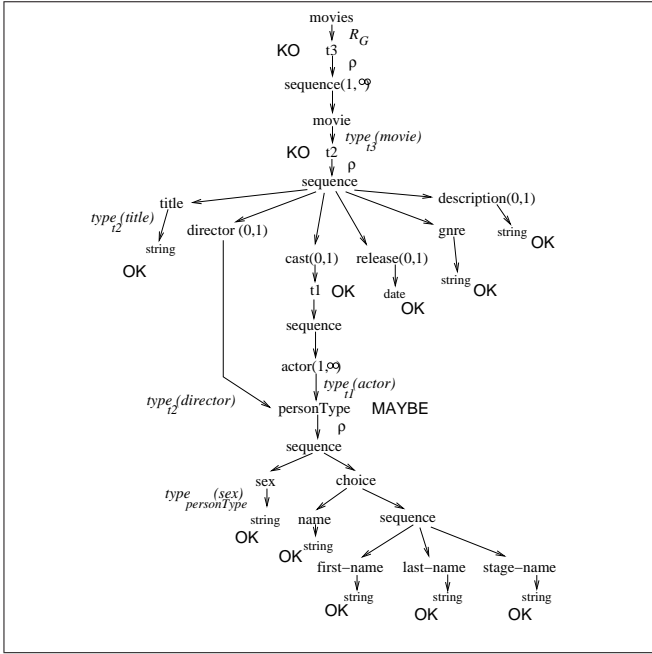 movies
R_G
KO t3
ρ
sequence(1,∞)
movie
type_t3(movie)
KO t2
ρ
sequence
title
description(0,1)
type_t2(title)
director (0,1)
gnre
string
string
OK
OK
cast(0,1)
release(0,1)
string
OK
t1 OK
date
OK
sequence
actor(1,∞)
type_t1(actor)
type_t2(director)
personType
MAYBE
ρ
sequence
sex
choice
type_personType(sex)
string
name
sequence
OK
OK string
first−name
last−name
stage−name
string
string
string
OK
OK
OK